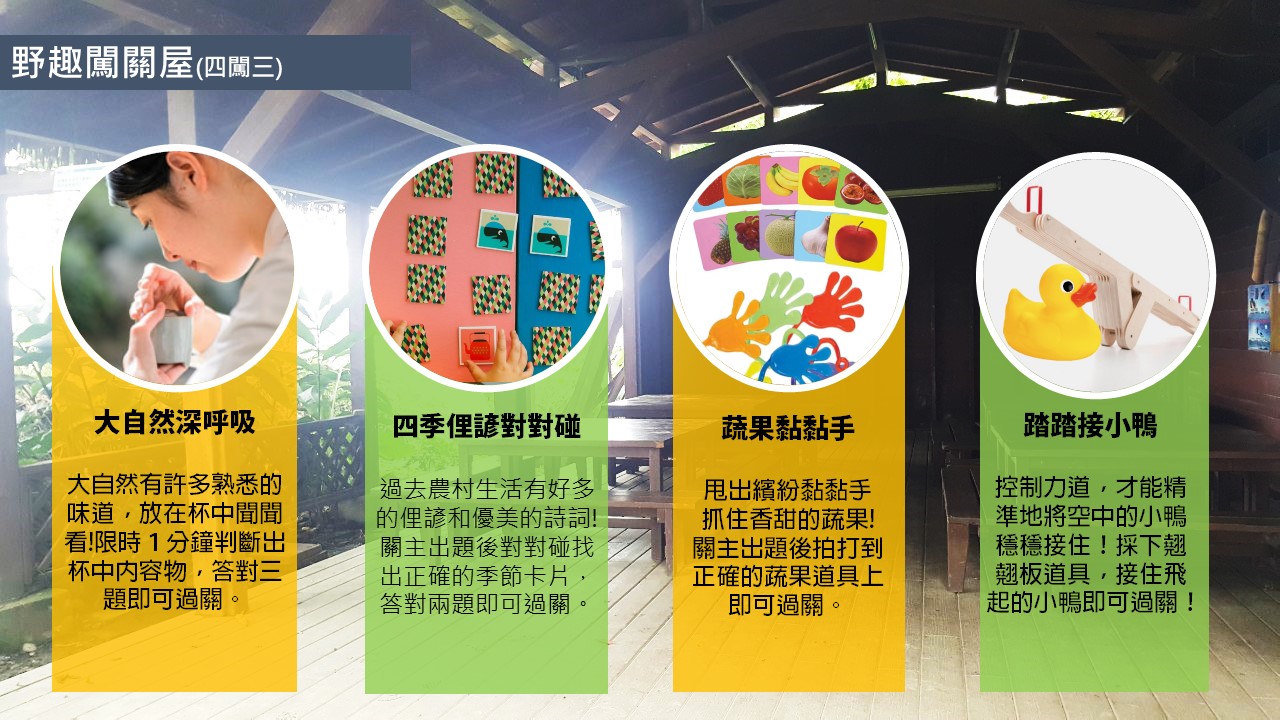 野趣闖關屋(四闖三)
大自然深呼吸
大自然有許多熟悉的
味道，放在杯中聞聞
看!限時1分鐘判斷出
杯中內容物，答對三
題即可過關。
四季俚諺對對碰
過去農村生活有好多
的俚諺和優美的詩詞!
關主出題後對對碰找
出正確的季節卡片，
答對兩題即可過關。
蔬果黏黏手
甩出繽紛黏黏手
抓住香甜的蔬果!
關主出題後拍打到
正確的蔬果道具上
即可過關。
踏踏接小鴨
控制力道，才能精
準地將空中的小鴨
穩穩接住！採下翹
翹板道具，接住飛
起的小鴨即可過關！